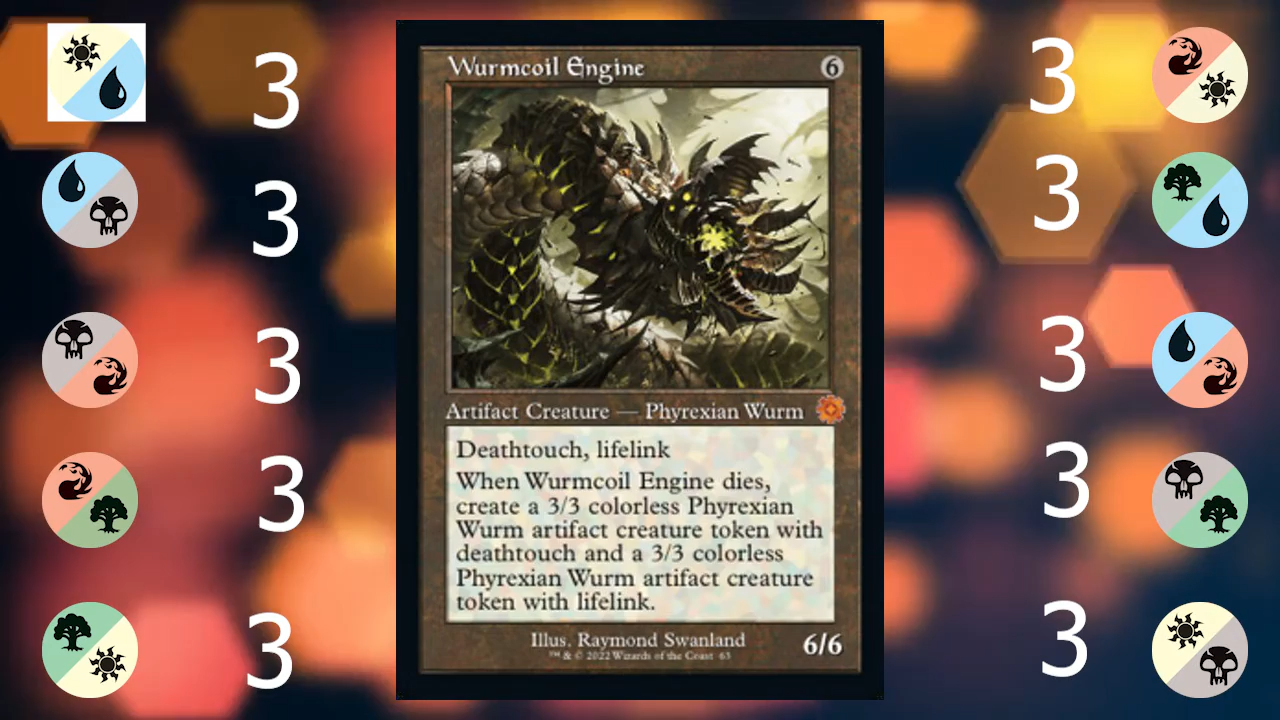 3
3
3
3
3
Wurmcoil Engine 6
Artifact Creature — Phyrexian Wurm
Deathtouch, lifelink
When Wurmcoil Engine dies,
create a 3/3 colorless Phyrexian
Wurm artifact creature token with
deathtouch and a 3/3 colorless
Phyrexian Wurm artifact creature
token with lifelink.
Illus. Raymond Swanland
™ & © 2022 Wizards of the Coast 63
6/6
3
3
3
3
3